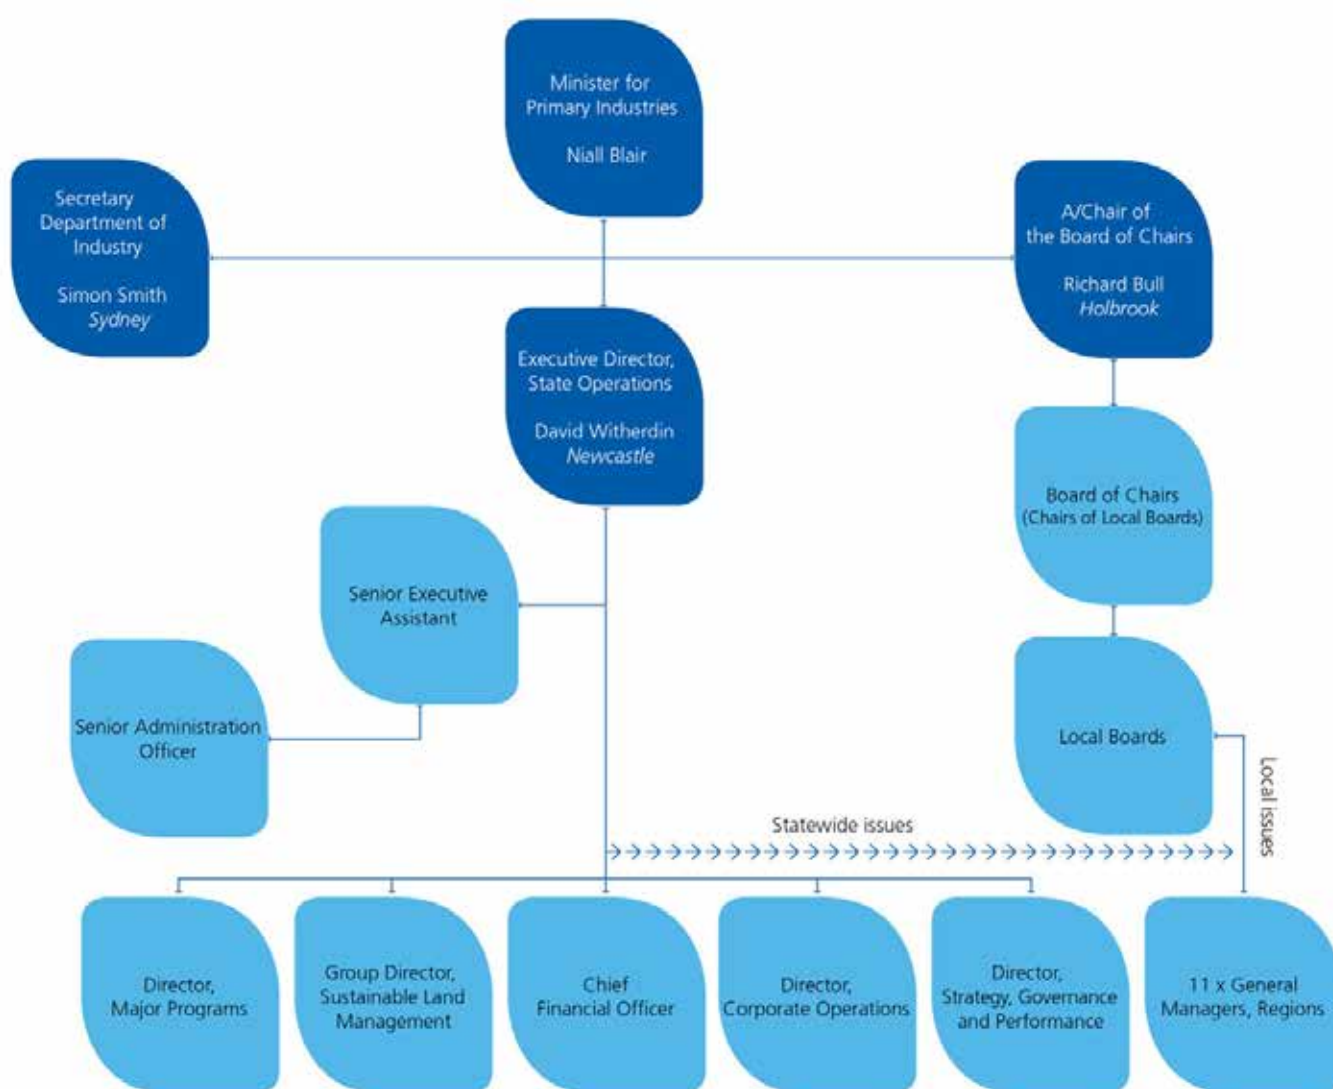 Minister for
Primary Industries
Niall Blair
Secretary
Department of
Industry
Simon Smith
Sydney
A/Chair of
the Board of Chairs
Richard Bull
Holbrook
Executive Director,
State Operations
David Witherdin
Newcastle
Board of Chairs
(Chairs of Local Boards)
Senior Executive
Assistant
Senior Administration
Officer
Local Boards
Local issues
Statewide issues
Director,
Major Programs
Group Director,
Sustainable Land
Management
Chief
Financial Officer
Director,
Corporate Operations
Director,
Strategy, Governance
and Performance
11 x General
Managers, Regions